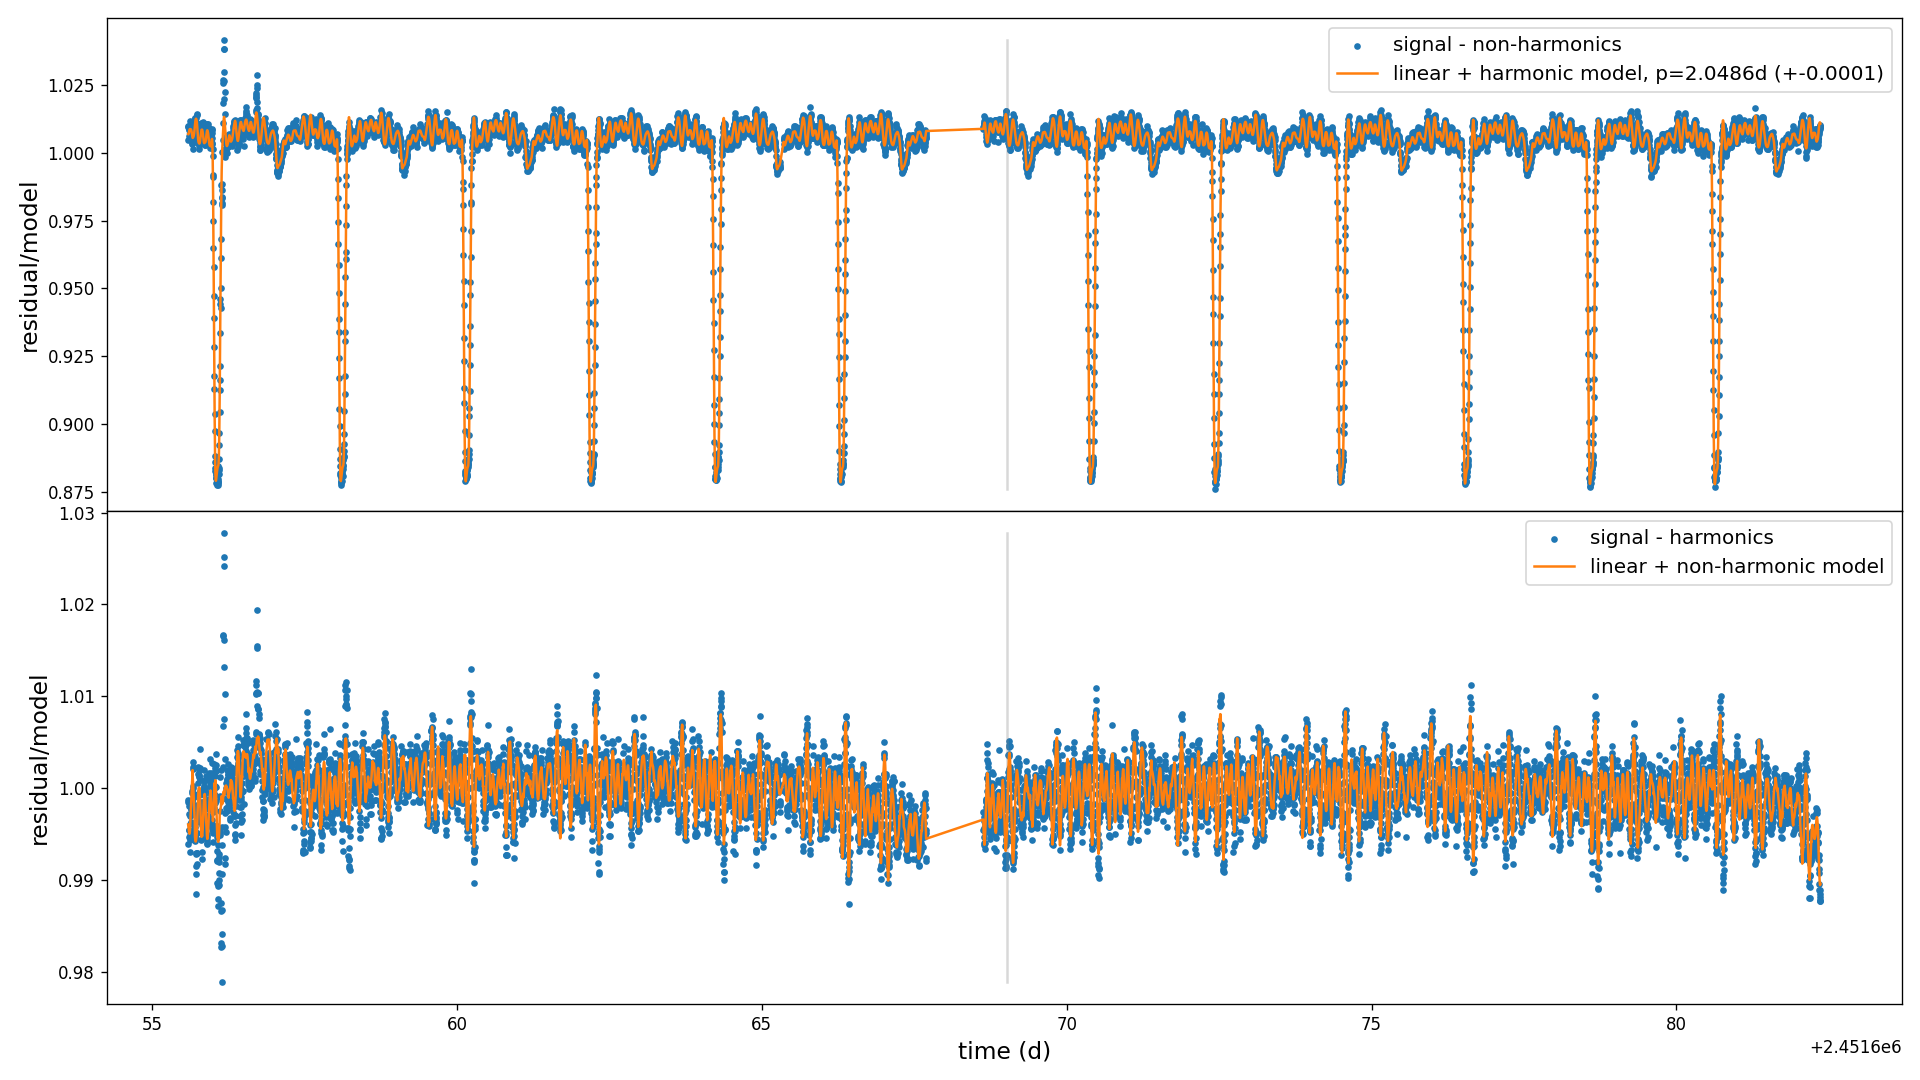 signal - non-harmonics
linear + harmonic model, p=2.0486d (+-0.0001)
1.025
1.000
0.975
0.950
0.925
0.900
0.875
residual/model
signal - harmonics
linear + non-harmonic model
1.03
1.02
1.01
1.00
0.99
0.98
residual/model
55
60
65
70
75
80
time (d)
+2.4516e6